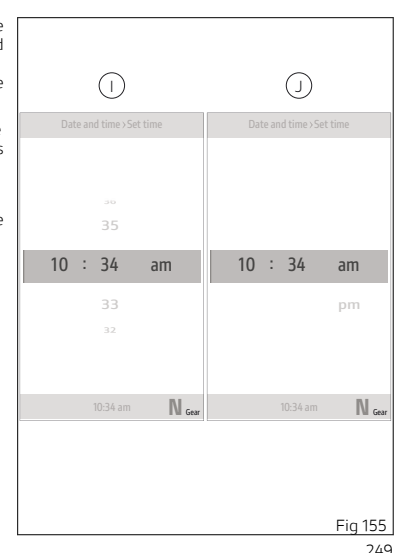 e
d
e
s
e
I
J
Date and time › Set time
Date and time › Set time
36
35
10 : 34 am
10 : 34 am
33
pm
32
10:34 am
N Gear
10:34 am
N Gear
Fig 155
249